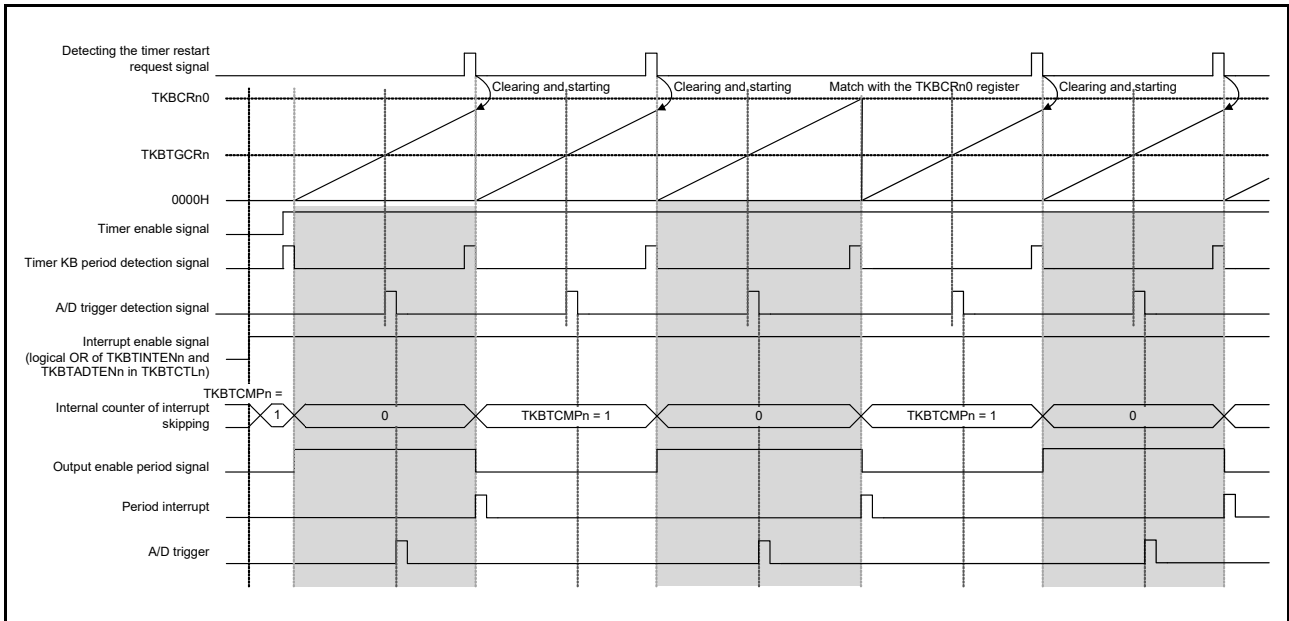 Detecting the timer restart
request signal
Clearing and starting
Clearing and starting
Match with the TKBCRn0 register
Clearing and starting
TKBCRn0
TKBTGCRn
0000H
Timer enable signal
Timer KB period detection signal
A/D trigger detection signal
Interrupt enable signal
(logical OR of TKBTINTENn and
TKBTADTENn in TKBTCTLn)
TKBTCMPn =
Internal counter of interrupt
skipping
1
0
TKBTCMPn = 1
0
TKBTCMPn = 1
0
Output enable period signal
Period interrupt
A/D trigger